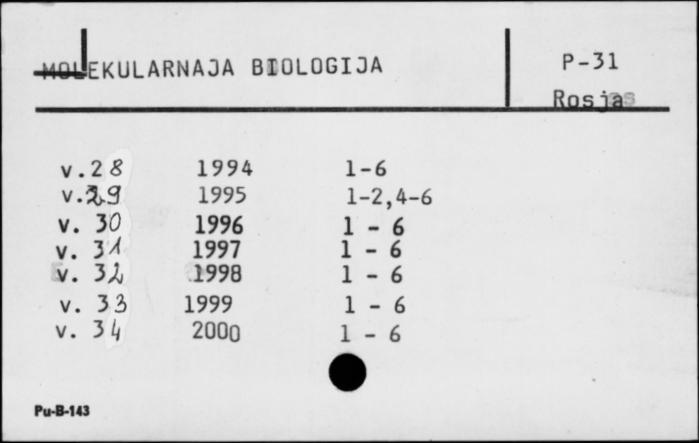 MOLEKULARNAJA BIOLOGIJA
P-31
Rosja
v.28 1994 1-6
v.29 1995 1-2,4-6
v. 30 1996 1 - 6
v. 31 1997 1 - 6
v. 32 1998 1 - 6
v. 33 1999 1 - 6
v. 34 2000 1 - 6
Pu-B-143